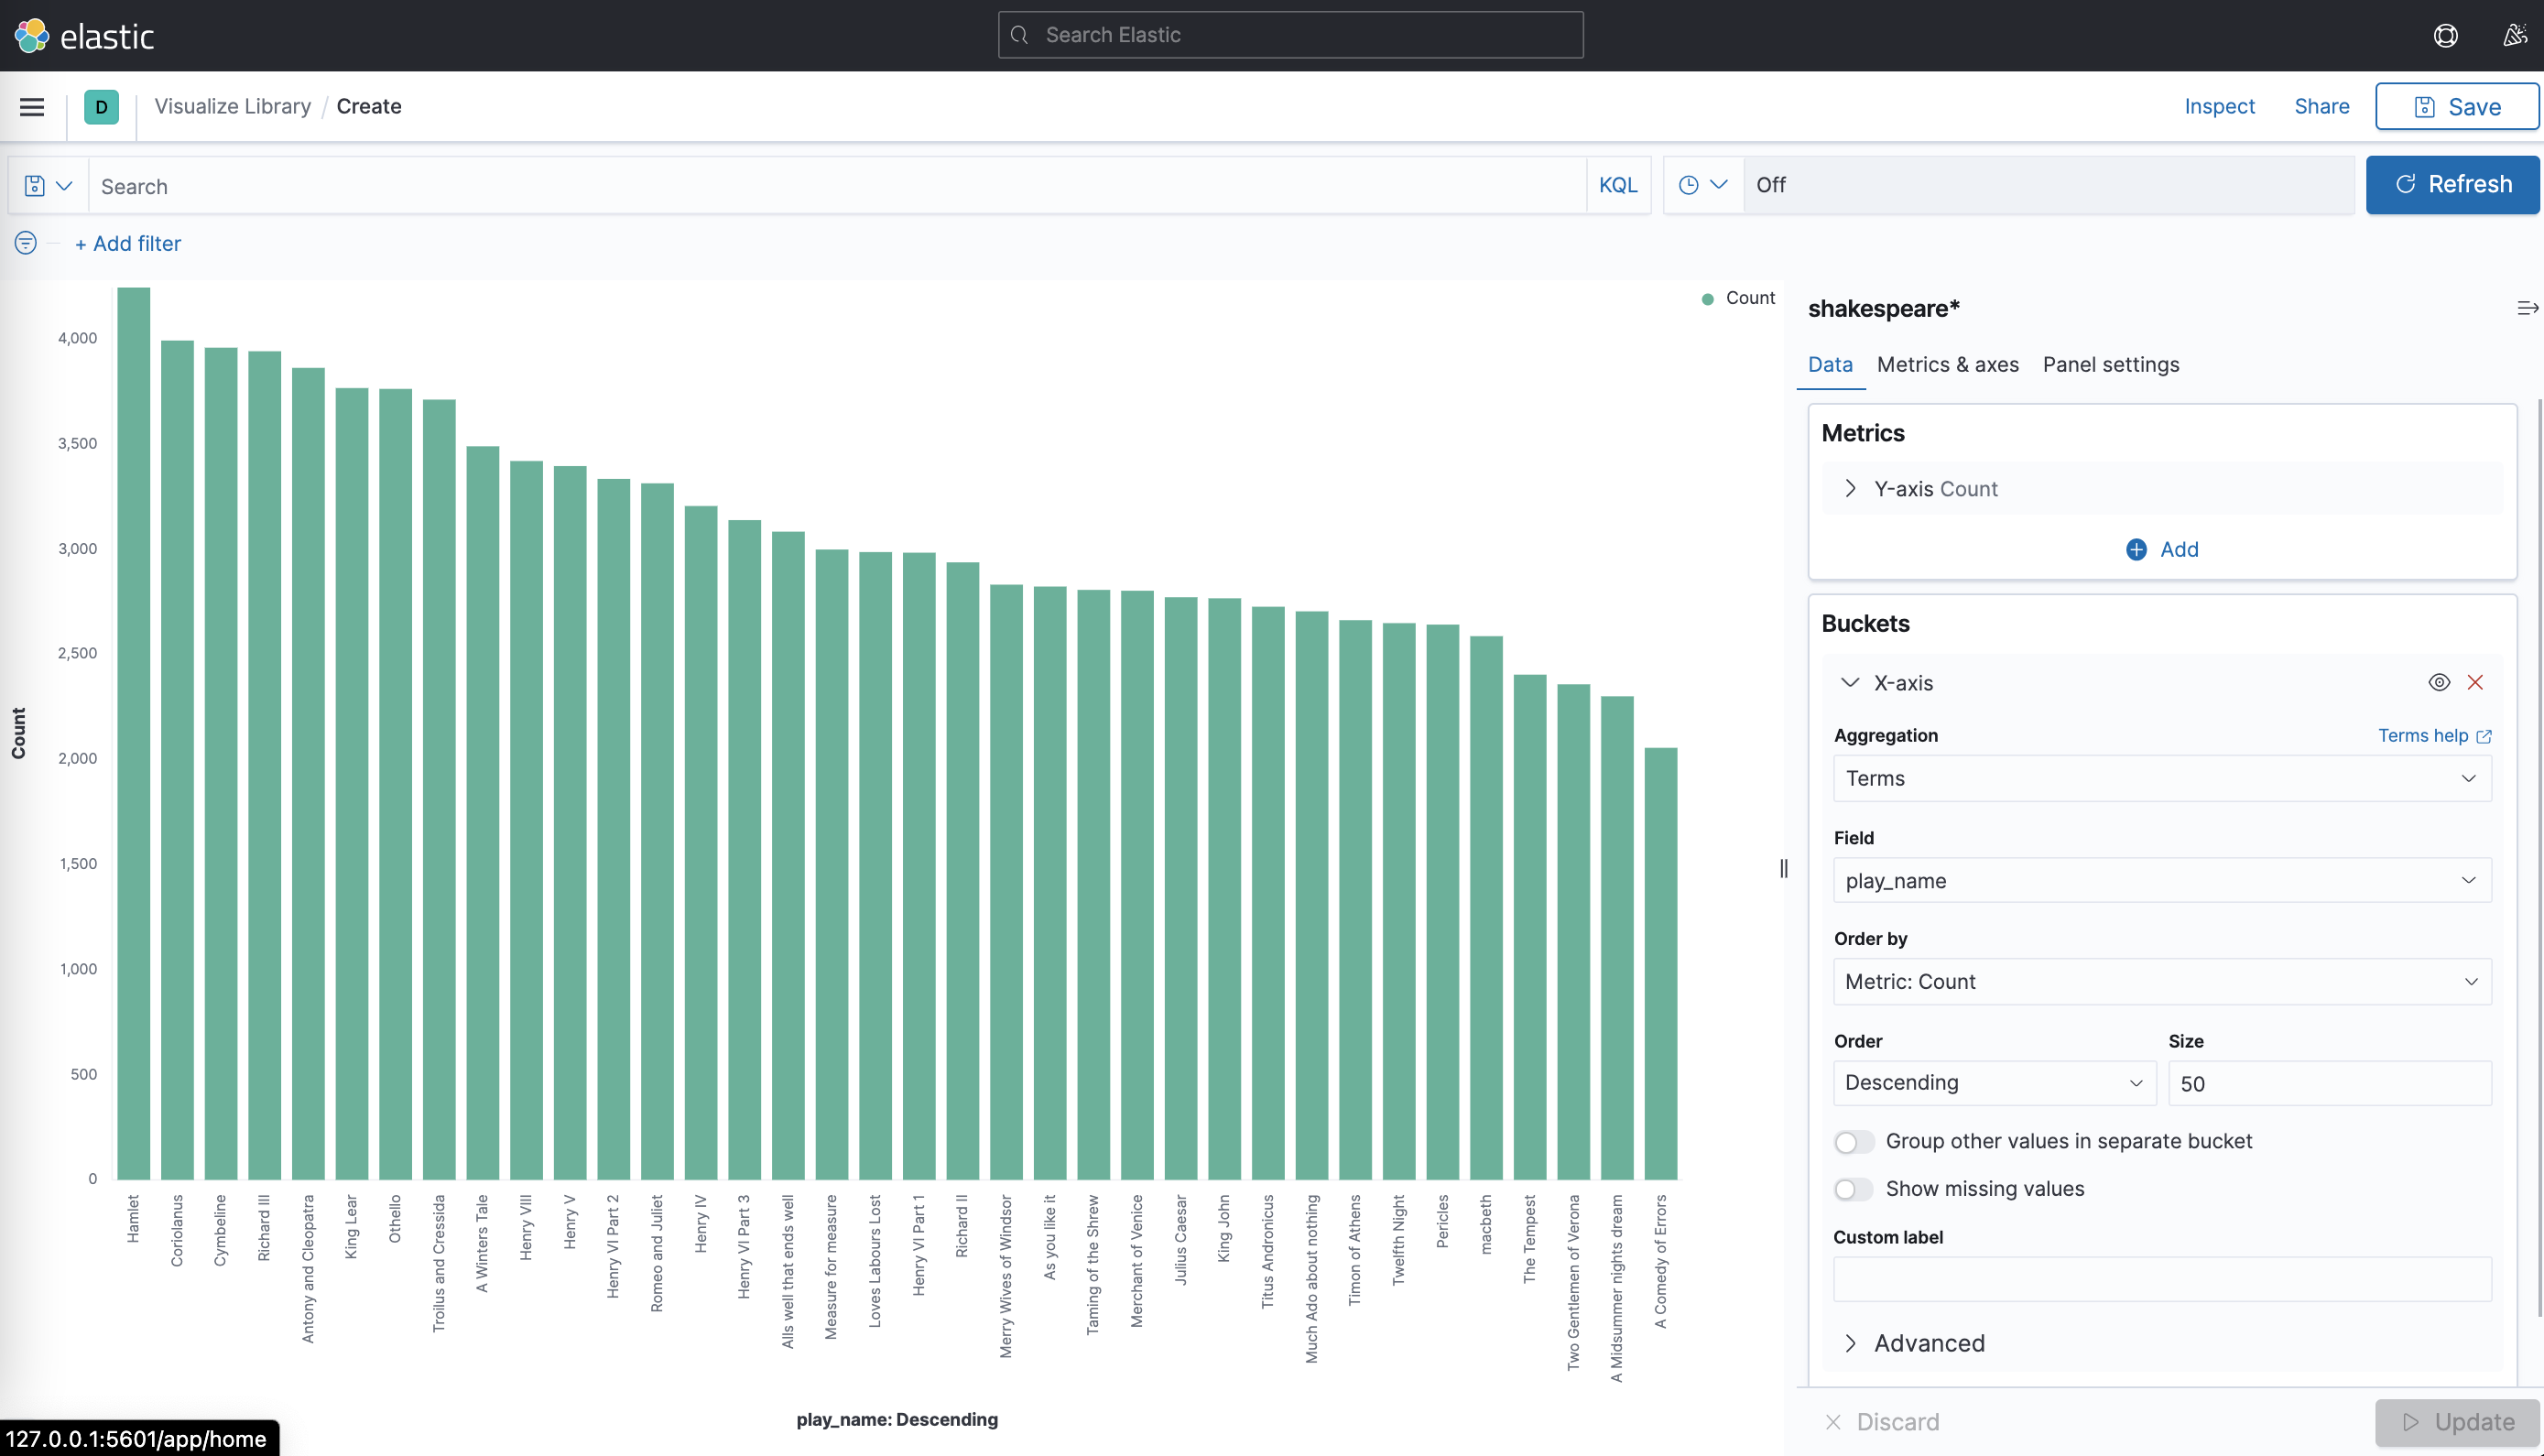 elastic
Search Elastic
D
Visualize Library / Create
Inspect
Share
Save
Search
KQL
Off
Refresh
+ Add filter
Count
4,000
3,500
3,000
2,500
2,000
1,500
1,000
500
0
Count
Hamlet
Coriolanus
Cymbeline
Richard III
Antony and Cleopatra
King Lear
Othello
Troilus and Cressida
A Winters Tale
Henry VIII
Henry V
Henry VI Part 2
Romeo and Juliet
Henry IV
Henry VI Part 3
Alls well that ends well
Measure for measure
Loves Labours Lost
Henry VI Part 1
Richard II
Merry Wives of Windsor
As you like it
Taming of the Shrew
Merchant of Venice
Julius Caesar
King John
Titus Andronicus
Much Ado about nothing
Timon of Athens
Twelfth Night
Pericles
macbeth
The Tempest
Two Gentlemen of Verona
A Midsummer nights dream
A Comedy of Errors
play_name: Descending
127.0.0.1:5601/app/home
shakespeare*
Data
Metrics & axes
Panel settings
Metrics
Y-axis Count
Add
Buckets
X-axis
Aggregation
Terms help
Terms
Field
play_name
Order by
Metric: Count
Order
Size
Descending
50
Group other values in separate bucket
Show missing values
Custom label
Advanced
Discard
Update